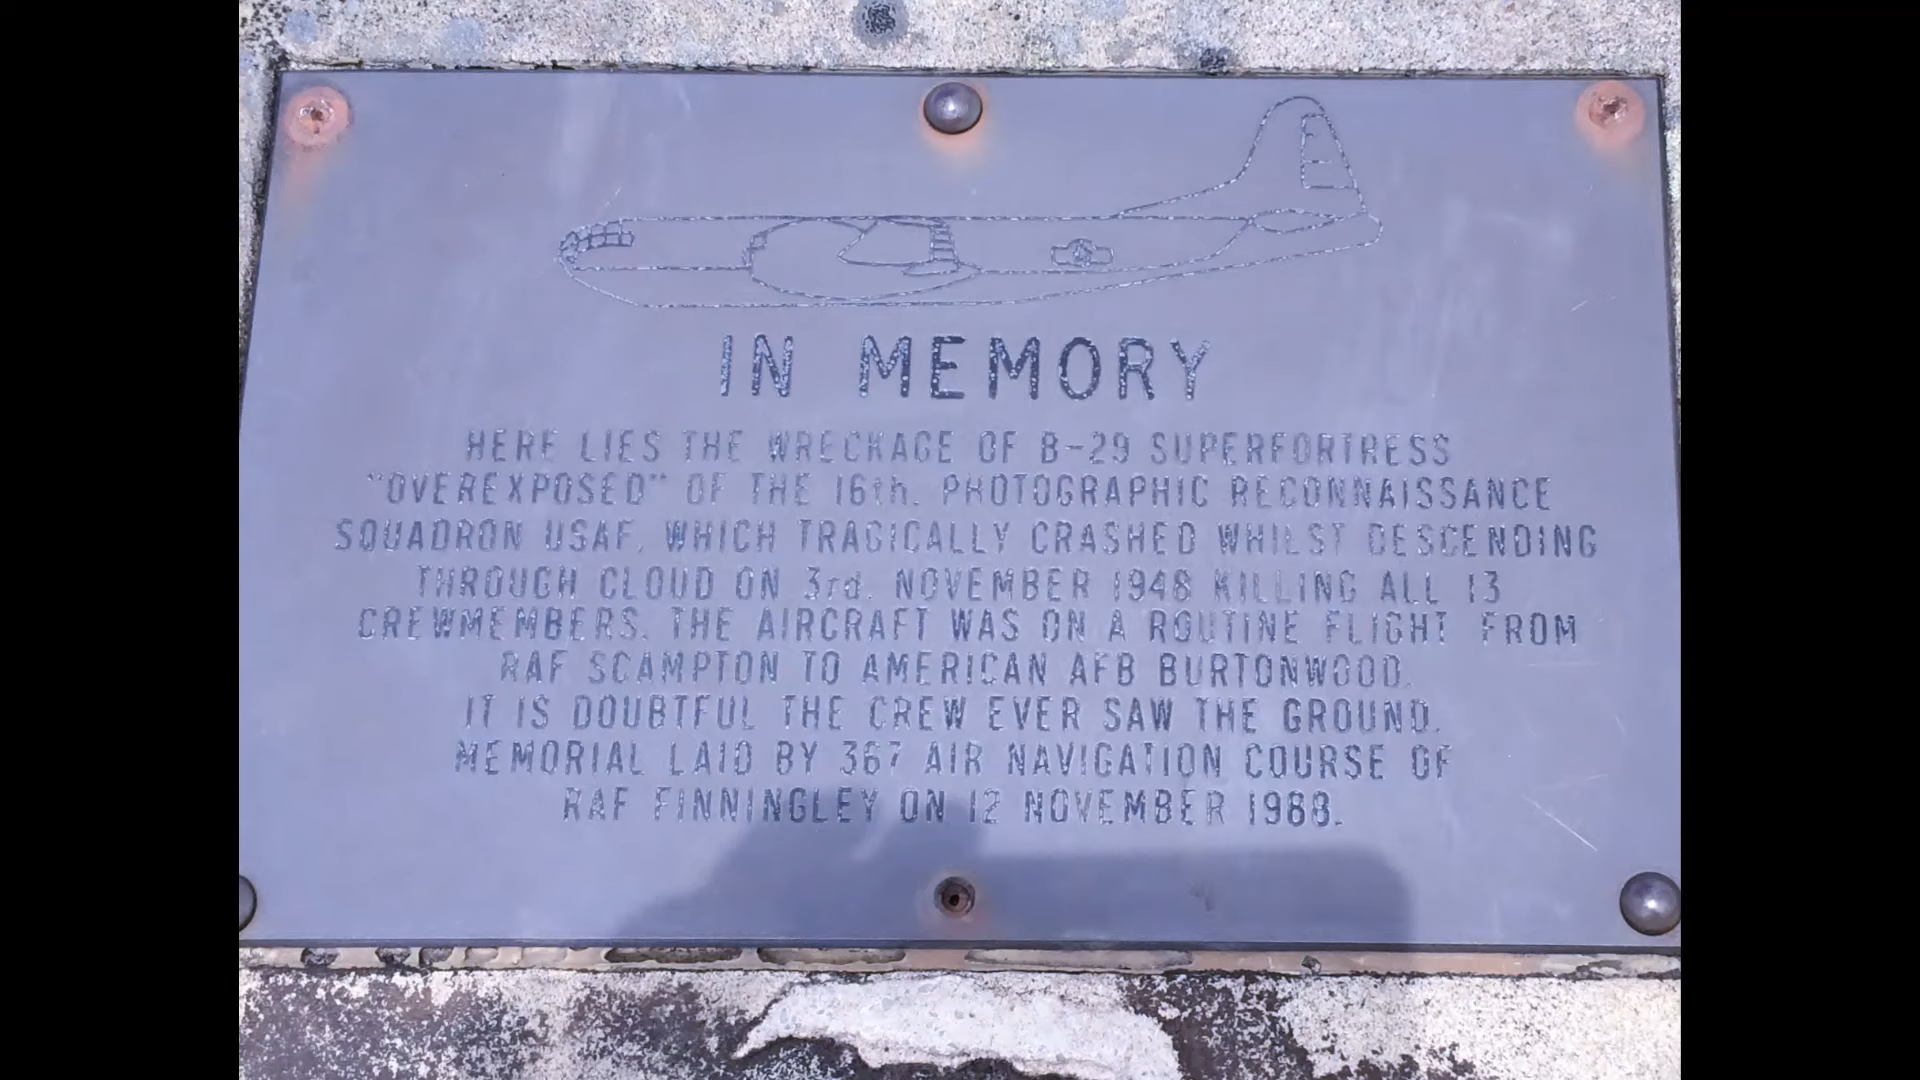 IN MEMORY
HERE LIES THE WRECKAGE OF B-29 SUPERFORTRESS
"OVEREXPOSED" OF THE 16th. PHOTOGRAPHIC RECONNAISSANCE
SQUADRON USAF, WHICH TRAGICALLY CRASHED WHILST DESCENDING
THROUGH CLOUD ON 3rd. NOVEMBER 1948 KILLING ALL 13
CREWMEMBERS. THE AIRCRAFT WAS ON A ROUTINE FLIGHT FROM
RAF SCAMPTON TO AMERICAN AFB BURTONWOOD.
IT IS DOUBTFUL THE CREW EVER SAW THE GROUND.
MEMORIAL LAID BY 367 AIR NAVIGATION COURSE OF
RAF FINNINGLEY ON 12 NOVEMBER 1988.